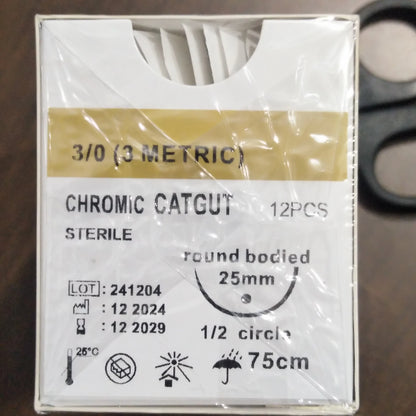 3/0 (3 METRIC)
CHROMIC CATGUT 12PCS
STERILE
round bodied
25mm
LOT : 241204
: 12 2024
: 12 2029
1/2 circle
25°C
75cm